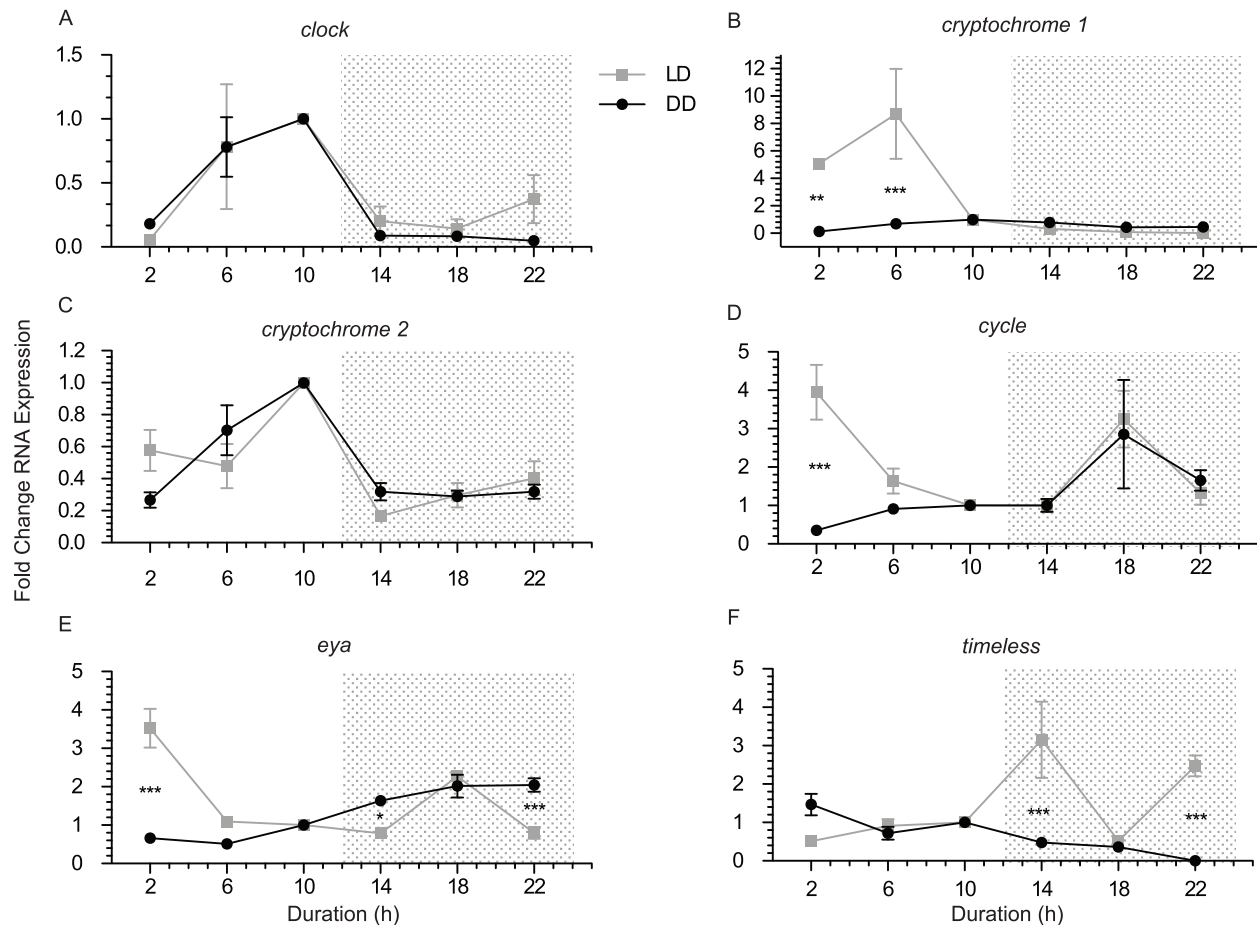 A
clock
1.5
1.0
0.5
0.0
2 6 10 14 18 22
LD
DD
B
cryptochrome 1
12
10
8
6
4
2
0
** ***
2 6 10 14 18 22
Fold Change RNA Expression
C
cryptochrome 2
1.2
1.0
0.8
0.6
0.4
0.2
0.0
2 6 10 14 18 22
D
cycle
5
4
3
2
1
0
***
2 6 10 14 18 22
E
eya
5
4
3
2
1
0
*** * ***
2 6 10 14 18 22
Duration (h)
F
timeless
5
4
3
2
1
0
*** ***
2 6 10 14 18 22
Duration (h)